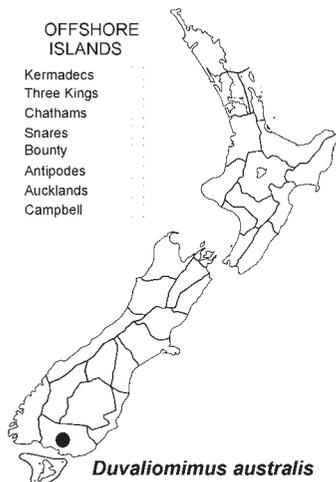 OFFSHORE
ISLANDS
Kermadecs
Three Kings
Chathams
Snares
Bounty
Antipodes
Aucklands
Campbell
Duvaliomimus australis